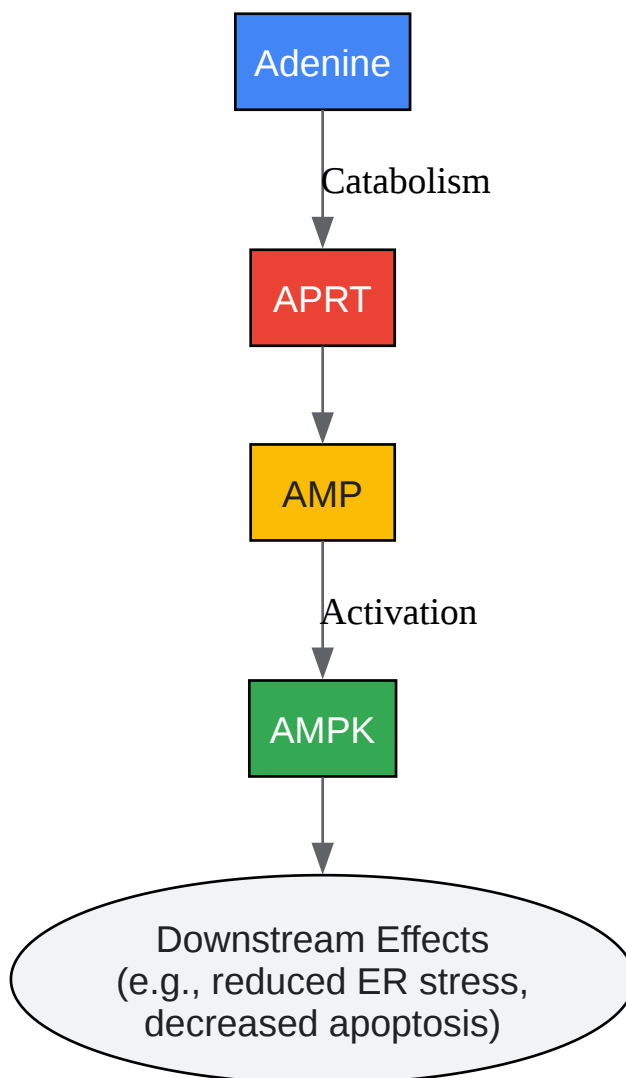 Adenine
Catabolism
APRT
AMP
Activation
AMPK
Downstream Effects
(e.g., reduced ER stress,
decreased apoptosis)